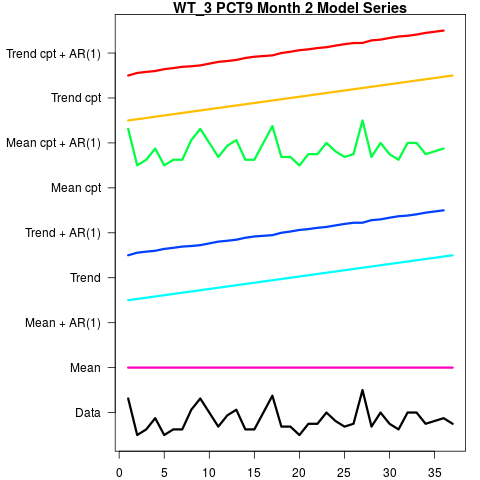 WT_3 PCT9 Month 2 Model Series
Trend cpt + AR(1)
Trend cpt
Mean cpt + AR(1)
Mean cpt
Trend + AR(1)
Trend
Mean + AR(1)
Mean
Data
0 5 10 15 20 25 30 35